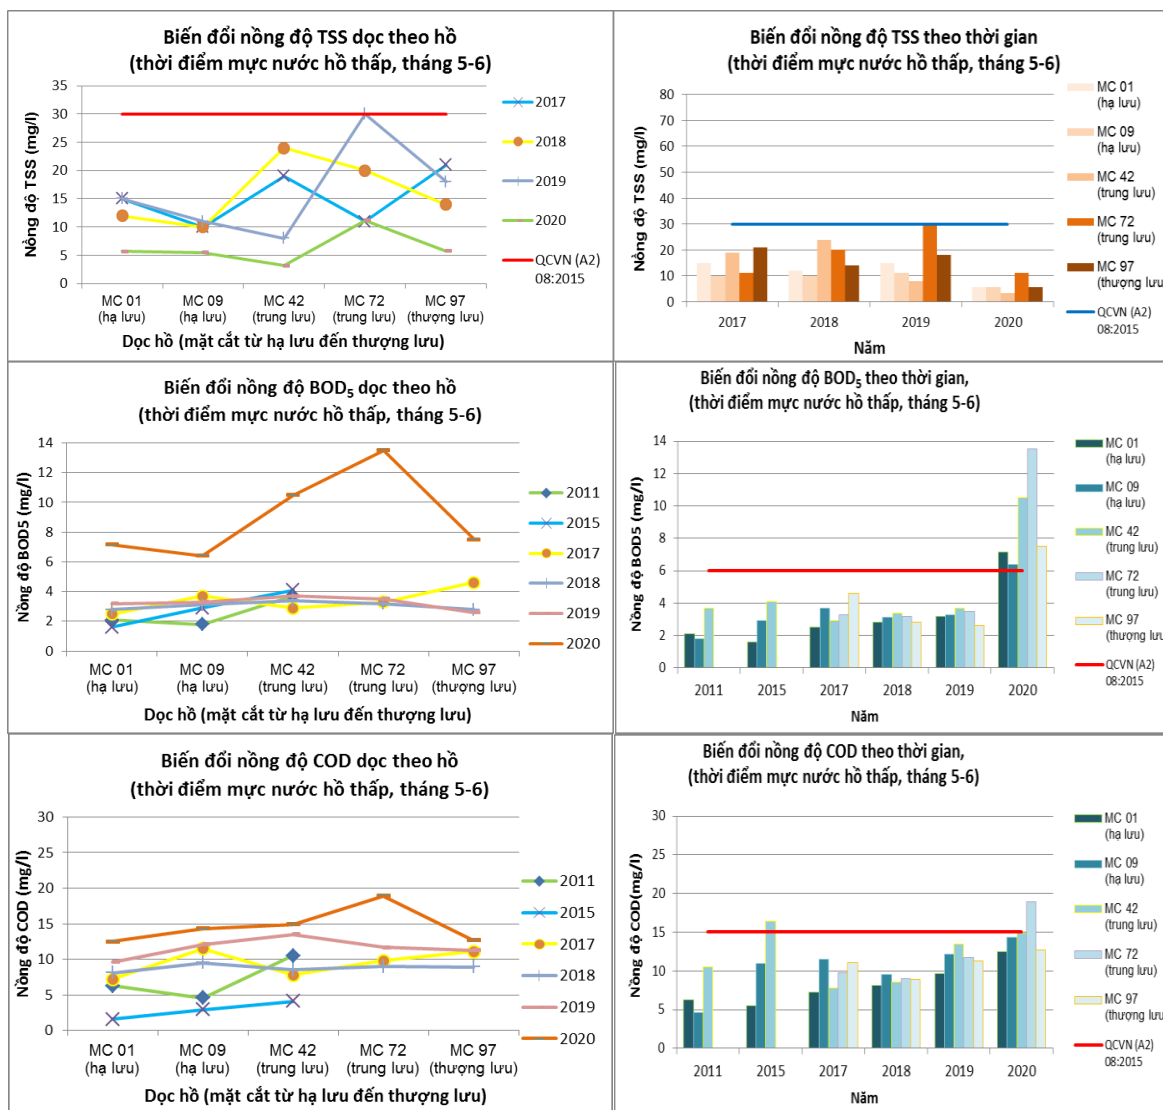 Biến đổi nồng độ TSS dọc theo hồ
(thời điểm mực nước hồ thấp, tháng 5-6)
Nồng độ TSS (mg/l)
35
30
25
20
15
10
5
0
MC 01 MC 09 MC 42 MC 72 MC 97
(hạ lưu) (hạ lưu) (trung lưu) (trung lưu) (thượng lưu)
Dọc hồ (mặt cắt từ hạ lưu đến thượng lưu)
2017
2018
2019
2020
QCVN (A2)
08:2015
Biến đổi nồng độ TSS theo thời gian
(thời điểm mực nước hồ thấp, tháng 5-6)
Nồng độ TSS (mg/l)
80
70
60
50
40
30
20
10
0
2017 2018 2019 2020
Năm
MC 01
(hạ lưu)
MC 09
(hạ lưu)
MC 42
(trung lưu)
MC 72
(trung lưu)
MC 97
(thượng lưu
QCVN (A2)
08:2015
Biến đổi nồng độ BOD₅ dọc theo hồ
(thời điểm mực nước hồ thấp, tháng 5-6)
Nồng độ BOD5 (mg/l)
14
12
10
8
6
4
2
0
MC 01 MC 09 MC 42 MC 72 MC 97
(hạ lưu) (hạ lưu) (trung lưu) (trung lưu) (thượng lưu)
Dọc hồ (mặt cắt từ hạ lưu đến thượng lưu)
2011
2015
2017
2018
2019
2020
Biến đổi nồng độ BOD₅ theo thời gian,
(thời điểm mực nước hồ thấp, tháng 5-6)
Nồng độ BOD5 (mg/l)
14
12
10
8
6
4
2
0
2011 2015 2017 2018 2019 2020
Năm
MC 01
(hạ lưu)
MC 09
(hạ lưu)
MC 42
(trung lưu)
MC 72
(trung lưu)
MC 97
(thượng lưu
QCVN (A2)
08:2015
Biến đổi nồng độ COD dọc theo hồ
(thời điểm mực nước hồ thấp, tháng 5-6)
Nồng độ COD (mg/l)
30
25
20
15
10
5
0
MC 01 MC 09 MC 42 MC 72 MC 97
(hạ lưu) (hạ lưu) (trung lưu) (trung lưu) (thượng lưu)
Dọc hồ (mặt cắt từ hạ lưu đến thượng lưu)
2011
2015
2017
2018
2019
2020
Biến đổi nồng độ COD theo thời gian,
(thời điểm mực nước hồ thấp, tháng 5-6)
Nồng độ COD(mg/l)
30
25
20
15
10
5
0
2011 2015 2017 2018 2019 2020
Năm
MC 01
(hạ lưu)
MC 09
(hạ lưu)
MC 42
(trung lưu)
MC 72
(trung lưu)
MC 97
(thượng lưu)
QCVN (A2)
08:2015